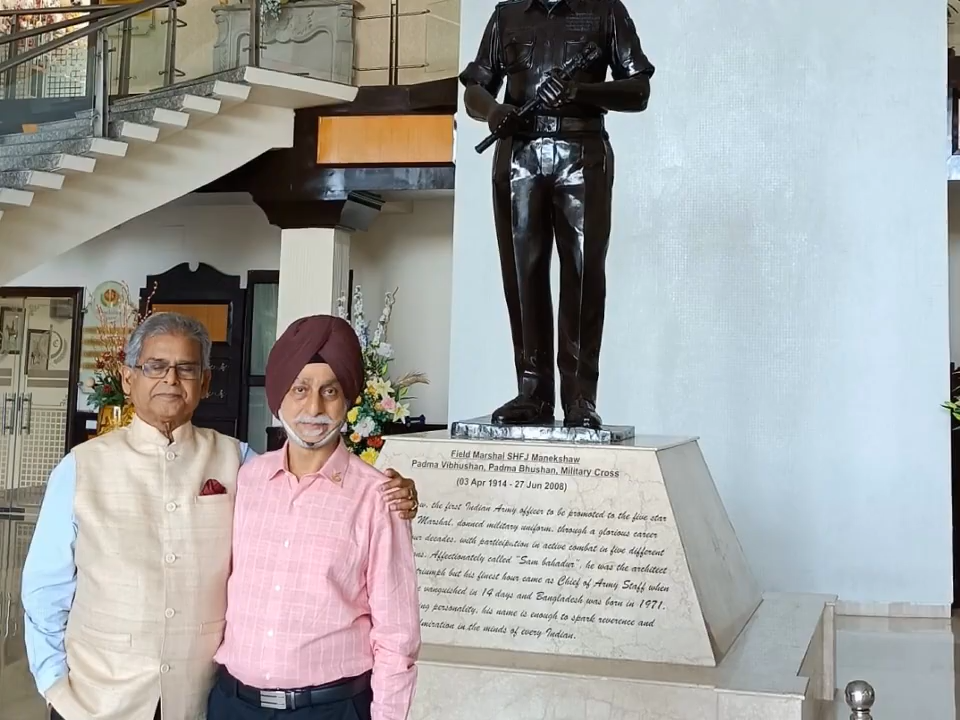 Field Marshal SHFJ Manekshaw
Padma Vibhushan, Padma Bhushan, Military Cross
(03 Apr 1914 - 27 Jun 2008)
the first Indian Army officer to be promoted to the five star
Marshal, donned military uniform, through a glorious career
decades, with participation in active combat in five different
Affectionately called "Sam bahadur", he was the architect
triumph but his finest hour came as Chief of Army Staff when
vanquished in 14 days and Bangladesh was born in 1971.
personality, his name is enough to spark reverence and
in the minds of every Indian.